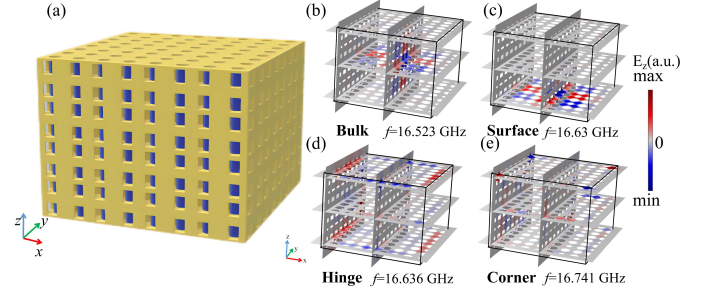 (a)
(b)
(c)
E_z(a.u.)
max
0
min
Bulk f=16.523 GHz
Surface f=16.63 GHz
(d)
(e)
z
y
x
z
y
x
Hinge f=16.636 GHz
Corner f=16.741 GHz